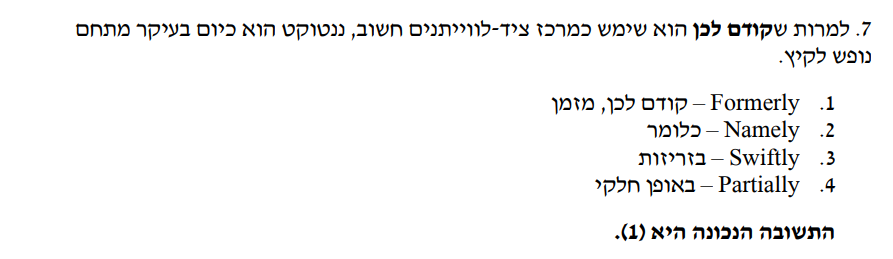 7. למרות שקודם לכן הוא שימש כמרכז ציד-לווייתנים חשוב, ננטוקט הוא כיום בעיקר מתחם
נופש לקיץ.
1. Formerly – קודם לכן, מזמן
2. Namely – כלומר
3. Swiftly – בזריזות
4. Partially – באופן חלקי
התשובה הנכונה היא (1).